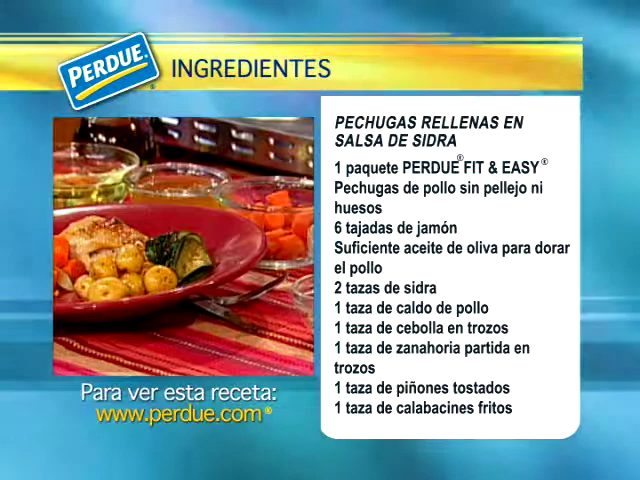 PERDUE®
INGREDIENTES
PECHUGAS RELLENAS EN
SALSA DE SIDRA
1 paquete PERDUE® FIT & EASY®
Pechugas de pollo sin pellejo ni
huesos
6 tajadas de jamón
Suficiente aceite de oliva para dorar
el pollo
2 tazas de sidra
1 taza de caldo de pollo
1 taza de cebolla en trozos
1 taza de zanahoria partida en
trozos
1 taza de piñones tostados
1 taza de calabacines fritos
Para ver esta receta:
www.perdue.com®